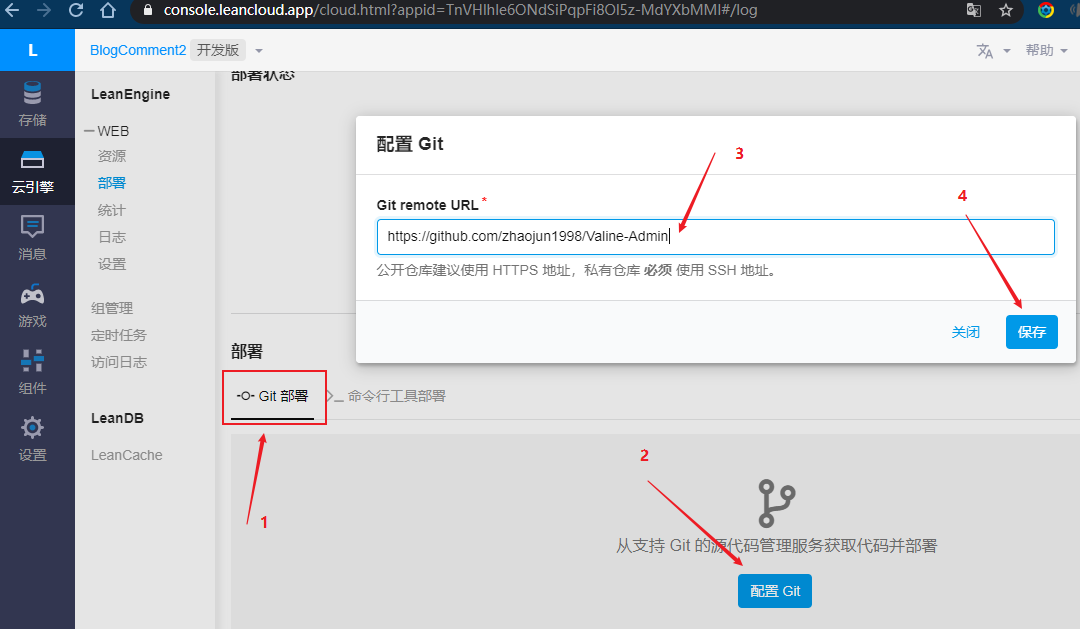 console.leancloud.app/cloud.html?appid=TnVHlhle6ONdSiPqpFi8OI5z-MdYXbMMI#/log
L
BlogComment2 开发版
帮助
存储
云引擎
消息
游戏
组件
设置
LeanEngine
WEB
资源
部署
统计
日志
设置
组管理
定时任务
访问日志
LeanDB
LeanCache
部署状态
配置 Git
3
Git remote URL *
4
https://github.com/zhaojun1998/Valine-Admin
公开仓库建议使用 HTTPS 地址，私有仓库 必须 使用 SSH 地址。
关闭
保存
部署
Git 部署
命令行工具部署
1
2
从支持 Git 的源代码管理服务获取代码并部署
配置 Git